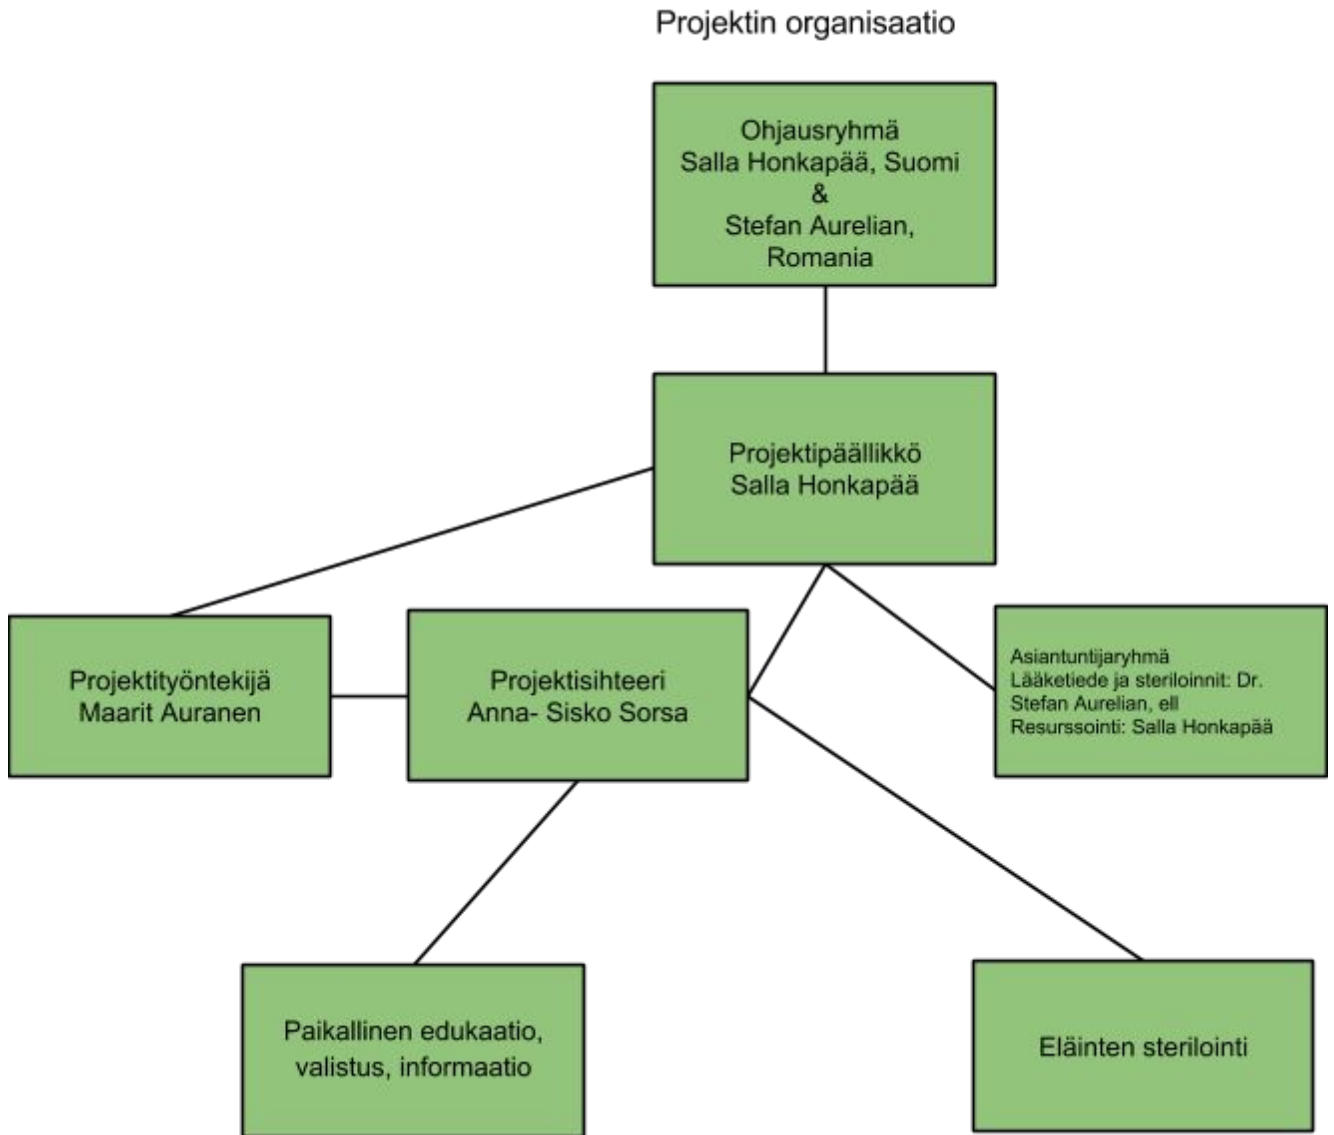 Projektin organisaatio
Ohjausryhmä
Salla Honkapää, Suomi
&
Stefan Aurelian,
Romania
Projektipäällikkö
Salla Honkapää
Projektityöntekijä
Maarit Auranen
Projektisihteeri
Anna- Sisko Sorsa
Asiantuntijaryhmä
Lääketiede ja steriloinnit: Dr.
Stefan Aurelian, ell
Resurssointi: Salla Honkapää
Paikallinen edukaatio,
valistus, informaatio
Eläinten sterilointi